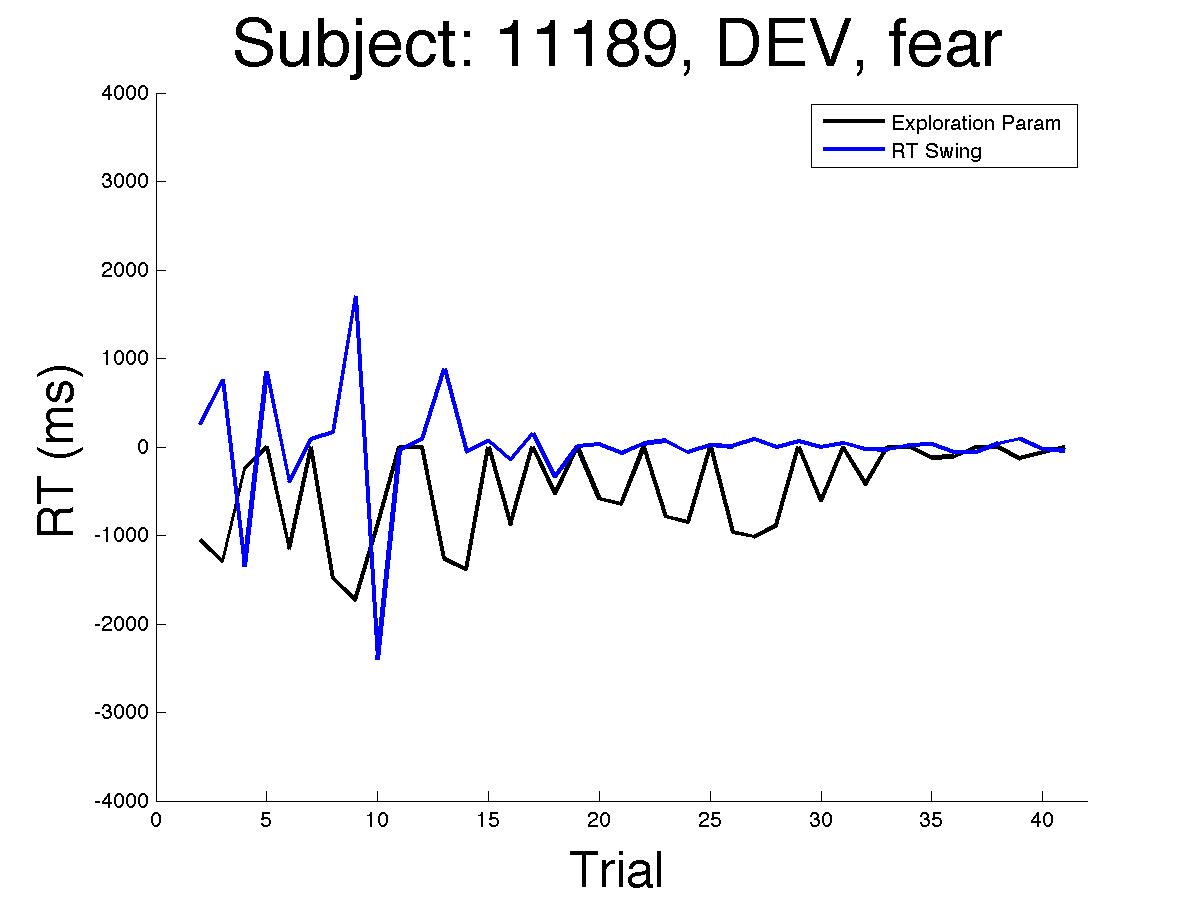 Subject: 11189, DEV, fear
Exploration Param
RT Swing
4000
3000
2000
1000
0
-1000
-2000
-3000
-4000
RT (ms)
0 5 10 15 20 25 30 35 40
Trial